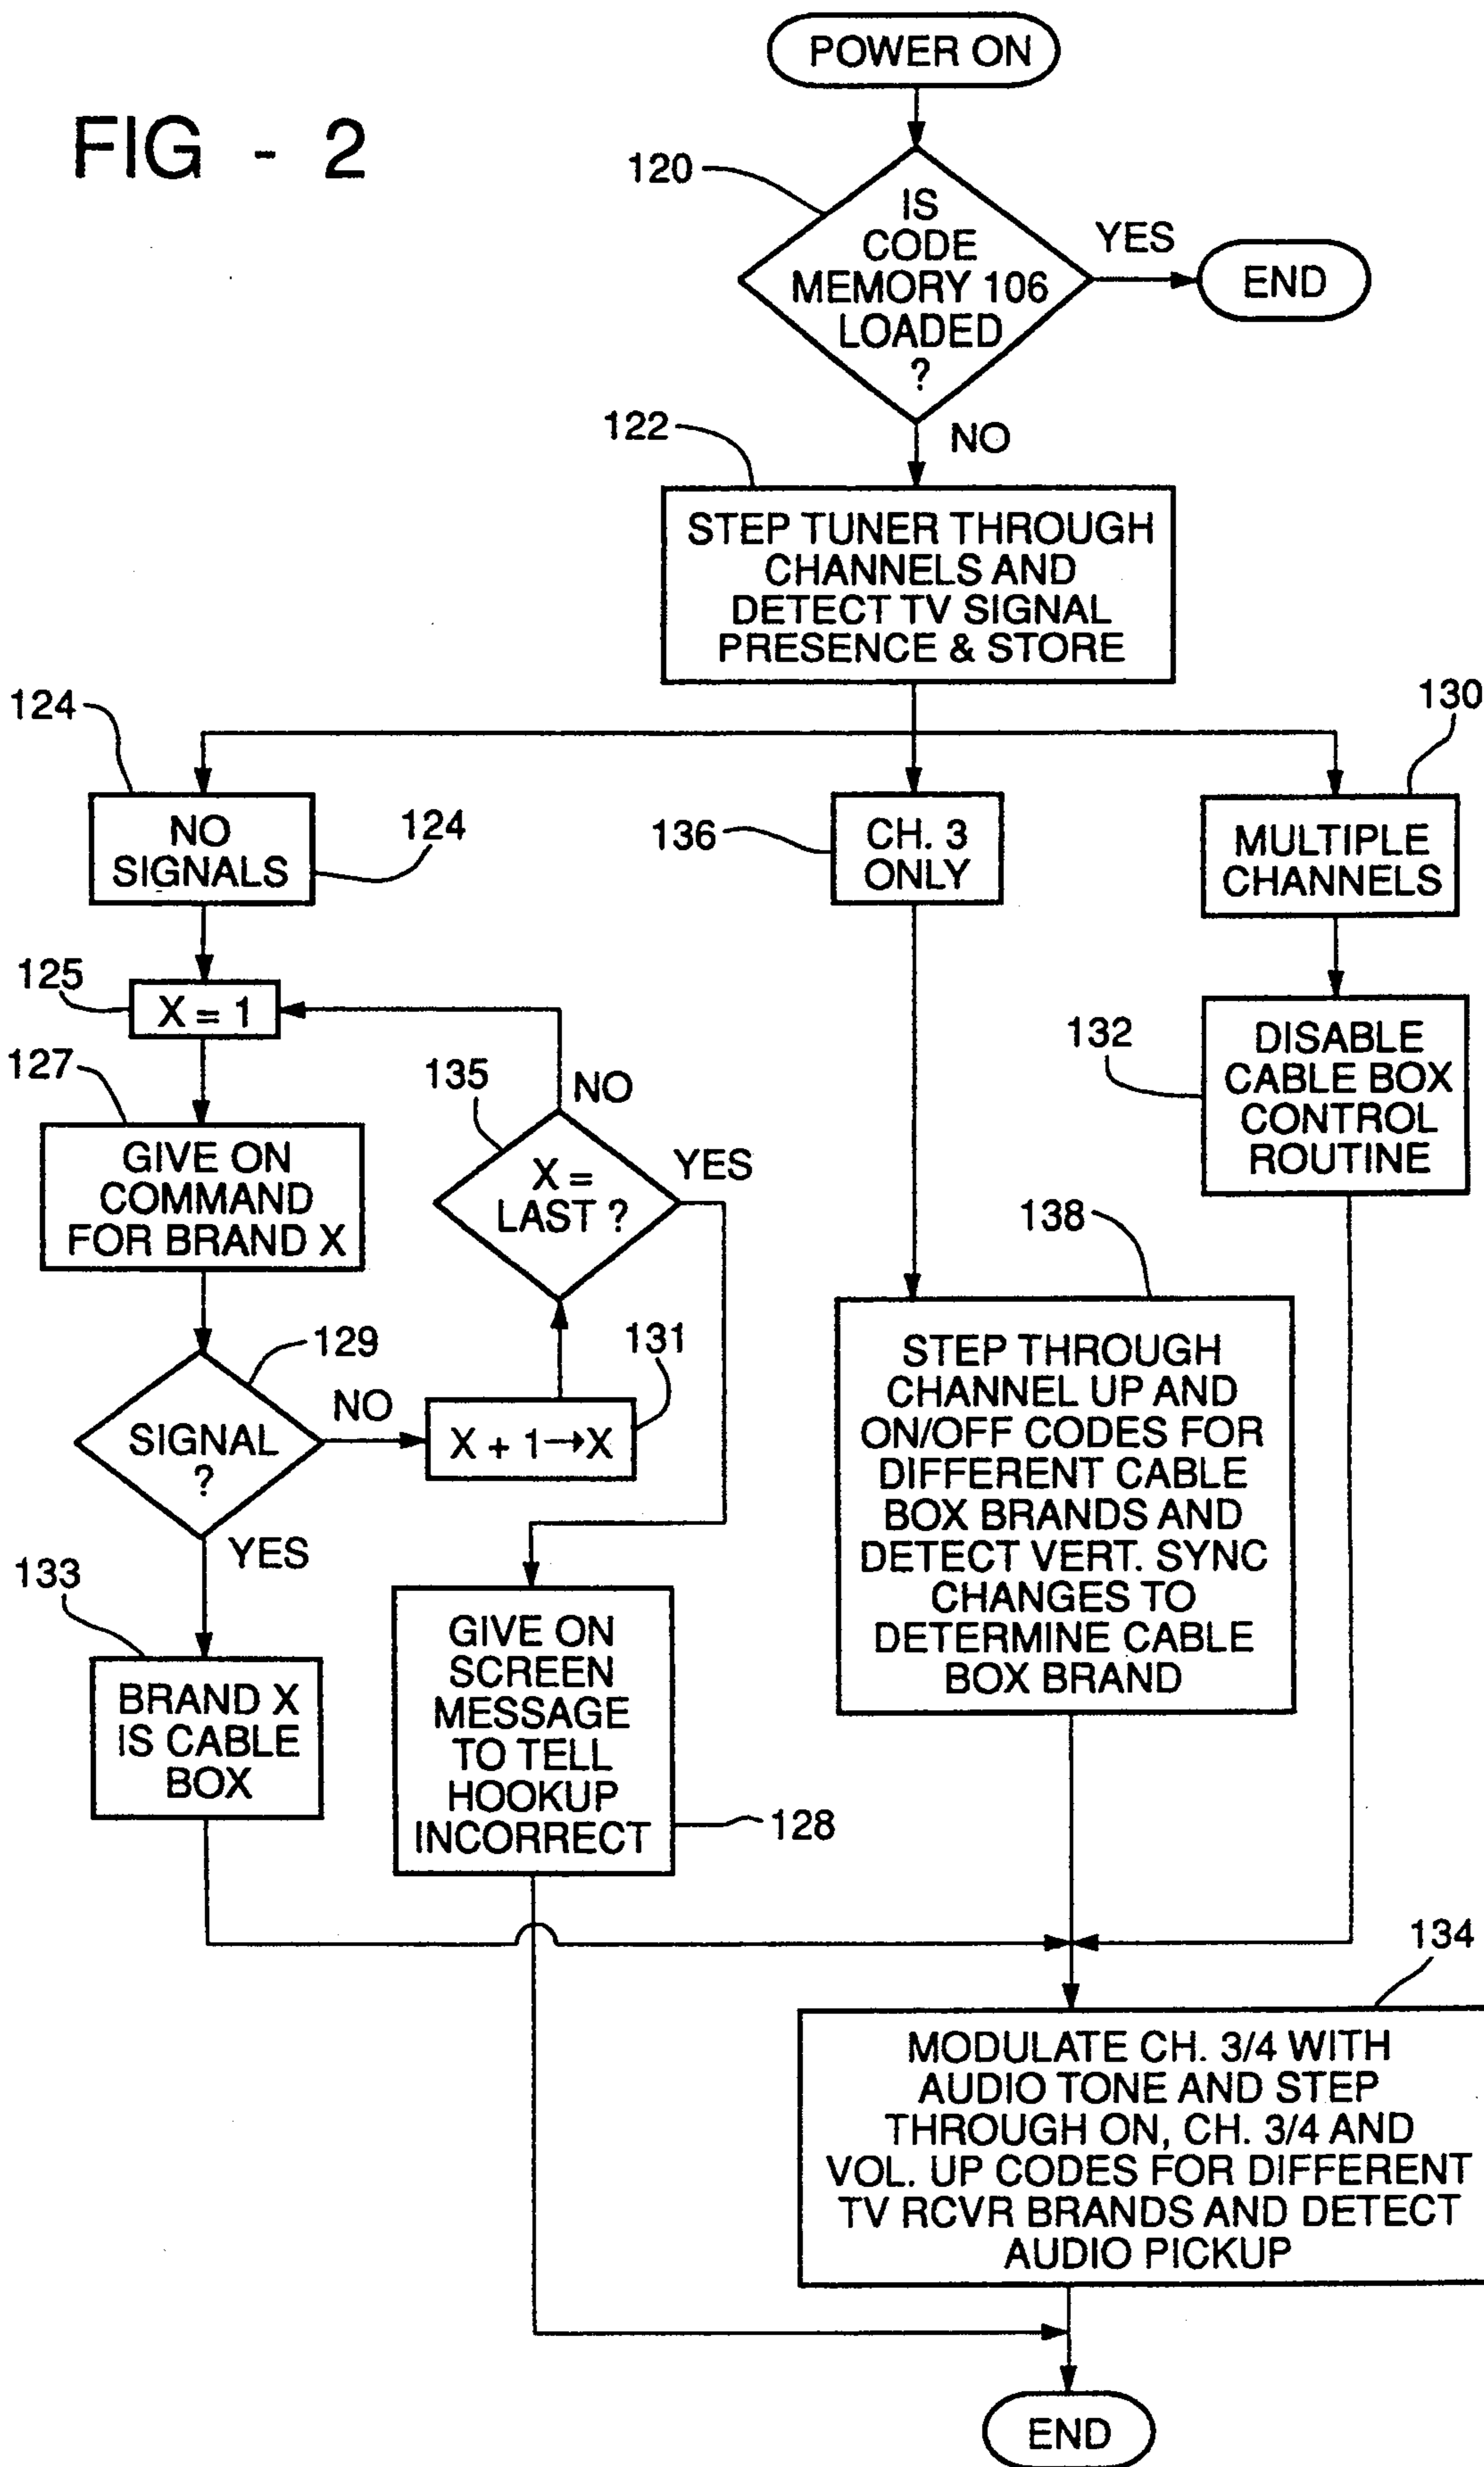 FIG - 2
POWER ON
120
IS
CODE
MEMORY 106
LOADED
?
YES
END
NO
122
STEP TUNER THROUGH
CHANNELS AND
DETECT TV SIGNAL
PRESENCE & STORE
124
NO
SIGNALS
124
136
CH. 3
ONLY
130
MULTIPLE
CHANNELS
125
X = 1
127
GIVE ON
COMMAND
FOR BRAND X
135
X =
LAST ?
NO
YES
132
DISABLE
CABLE BOX
CONTROL
ROUTINE
129
SIGNAL
?
NO
131
X + 1→X
YES
138
STEP THROUGH
CHANNEL UP AND
ON/OFF CODES FOR
DIFFERENT CABLE
BOX BRANDS AND
DETECT VERT. SYNC
CHANGES TO
DETERMINE CABLE
BOX BRAND
133
BRAND X
IS CABLE
BOX
GIVE ON
SCREEN
MESSAGE
TO TELL
HOOKUP
INCORRECT
128
134
MODULATE CH. 3/4 WITH
AUDIO TONE AND STEP
THROUGH ON, CH. 3/4 AND
VOL. UP CODES FOR DIFFERENT
TV RCVR BRANDS AND DETECT
AUDIO PICKUP
END